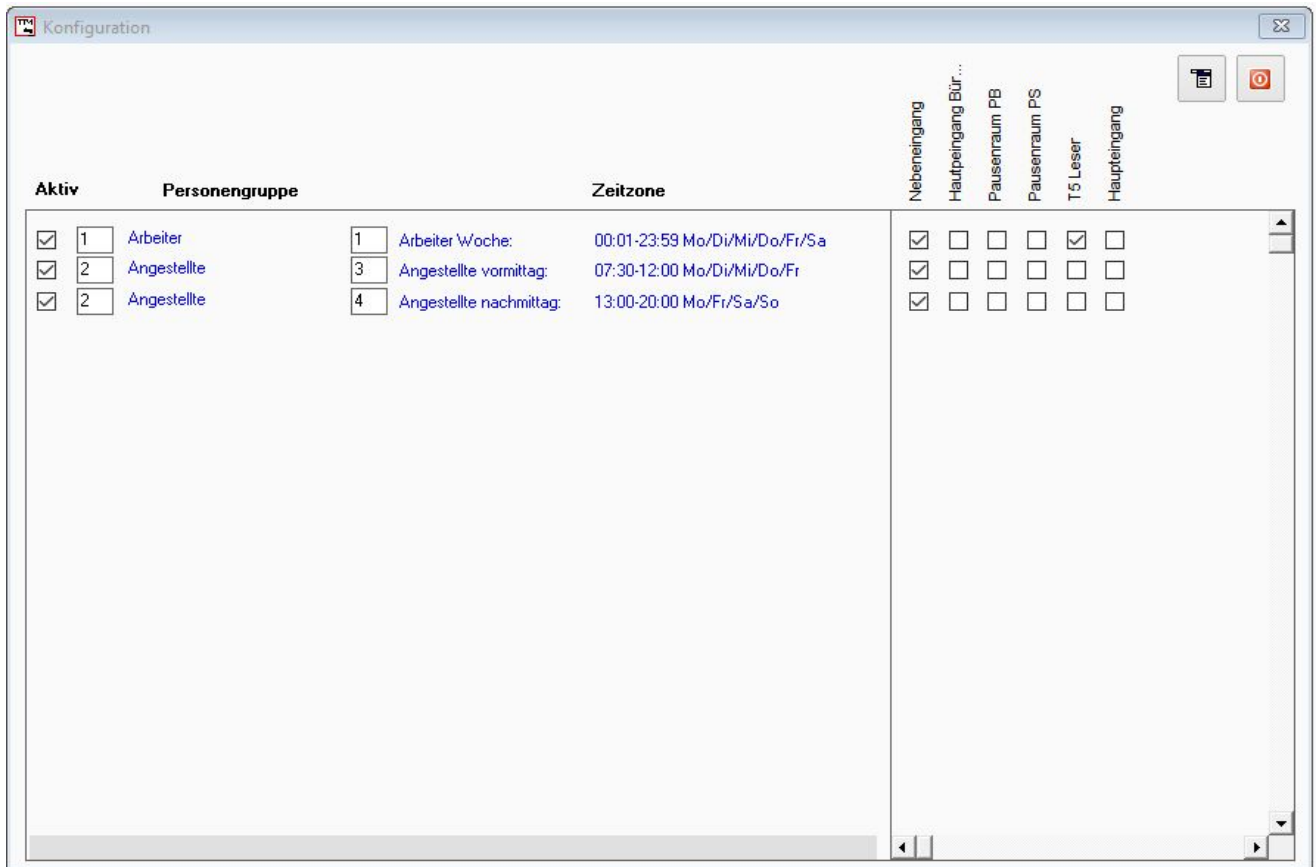 TTM
Konfiguration
Nebeneingang
Hautpeingang Bür...
Pausenraum PB
Pausenraum PS
T5 Leser
Haupteingang
Aktiv Personengruppe Zeitzone
1 Arbeiter 1 Arbeiter Woche: 00:01-23:59 Mo/Di/Mi/Do/Fr/Sa
2 Angestellte 3 Angestellte vormittag: 07:30-12:00 Mo/Di/Mi/Do/Fr
2 Angestellte 4 Angestellte nachmittag: 13:00-20:00 Mo/Fr/Sa/So